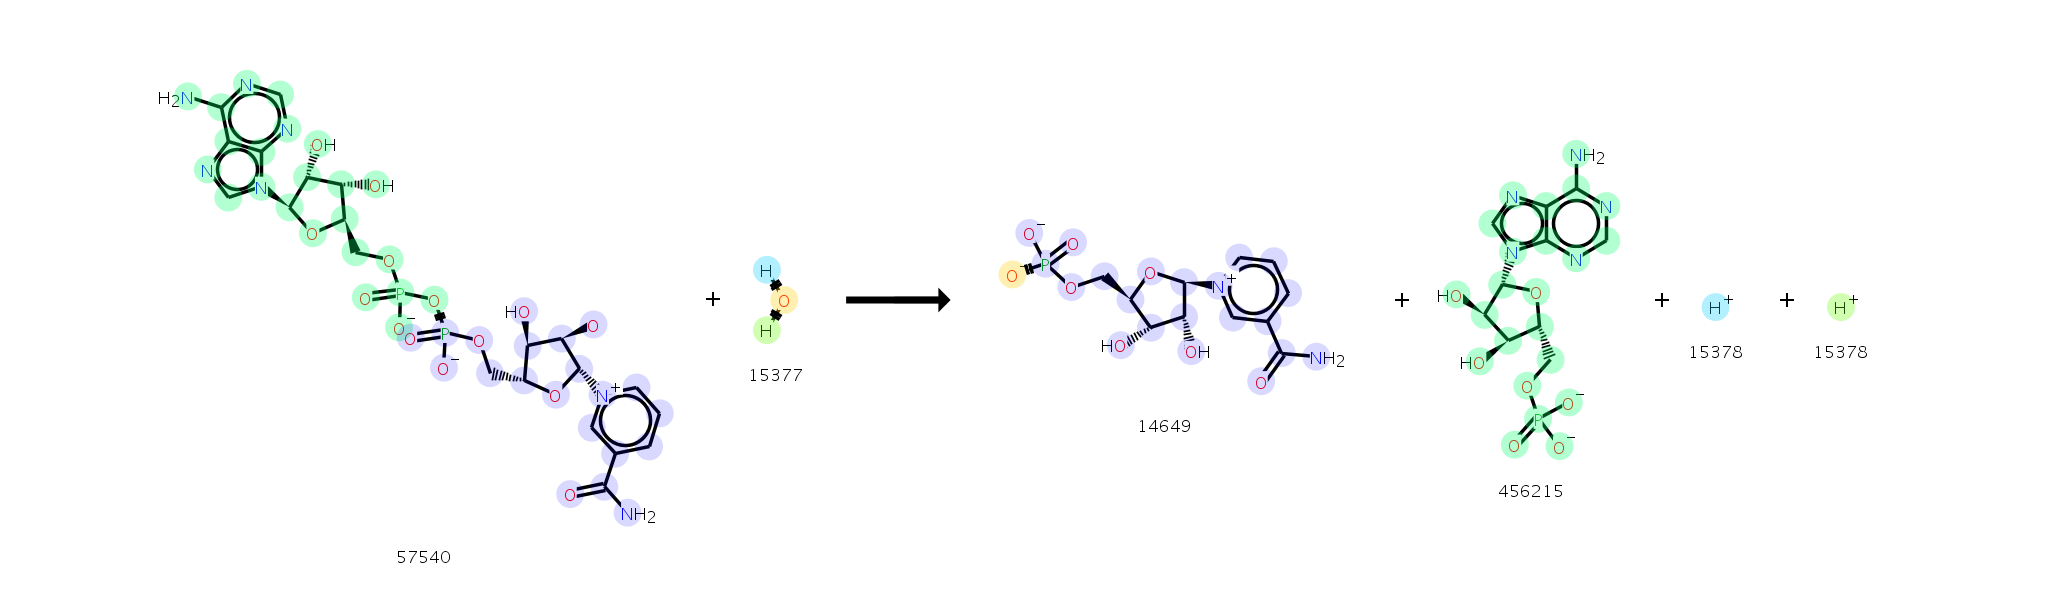 H2N N N N N OH OH O O O P O O⁻ O P O O⁻ HO O O N⁺ O NH2
57540
+
H O H
15377
O⁻ O⁻ P O O O HO OH N⁺ O NH2
14649
+
NH2 N N N N HO HO O O P O⁻ O O⁻
456215
+
H⁺
15378
+
H⁺
15378